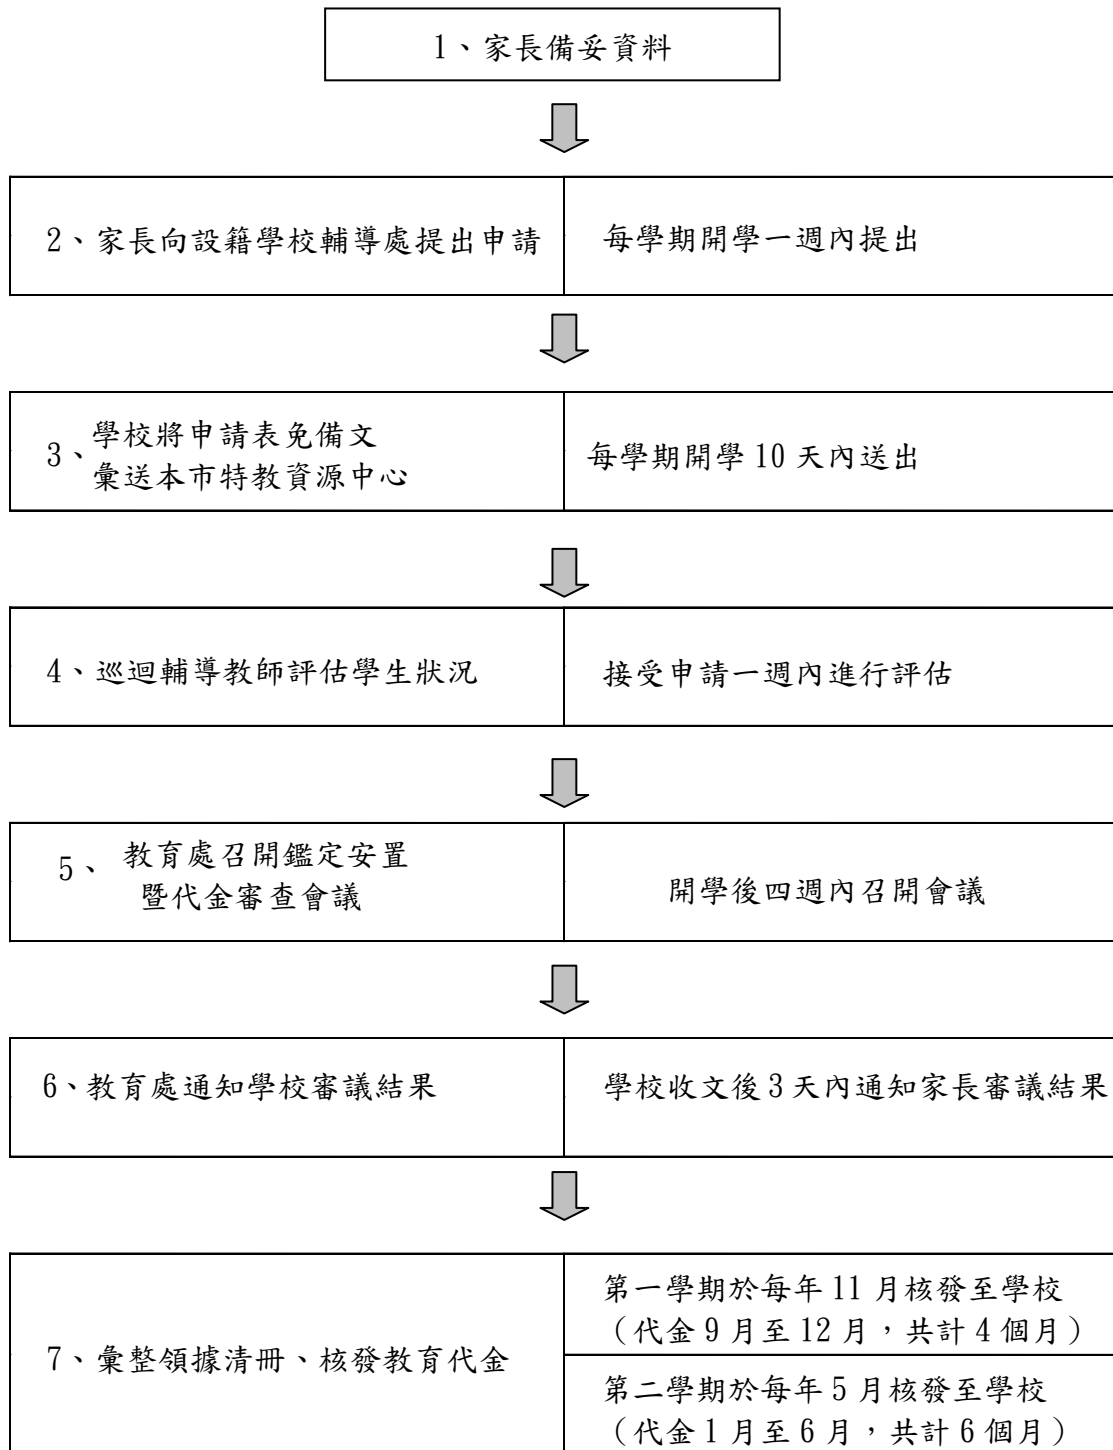 1、家長備妥資料
2、家長向設籍學校輔導處提出申請
每學期開學一週內提出
3、學校將申請表免備文
彙送本市特教資源中心
每學期開學 10 天內送出
4、巡迴輔導教師評估學生狀況
接受申請一週內進行評估
5、教育處召開鑑定安置
暨代金審查會議
開學後四週內召開會議
6、教育處通知學校審議結果
學校收文後 3 天內通知家長審議結果
7、彙整領據清冊、核發教育代金
第一學期於每年 11 月核發至學校
（代金 9 月至 12 月，共計 4 個月）
第二學期於每年 5 月核發至學校
（代金 1 月至 6 月，共計 6 個月）